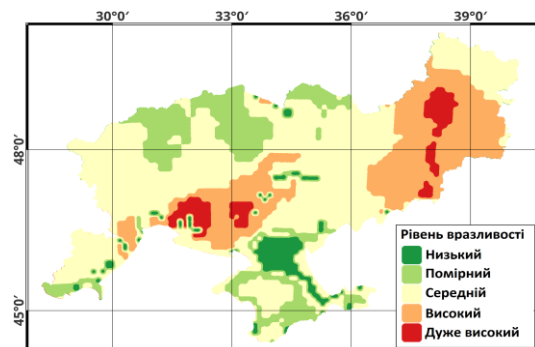 30°0′ 33°0′ 36°0′ 39°0′
48°0′
45°0′
Рівень вразливості
Низький
Помірний
Середній
Високий
Дуже високий